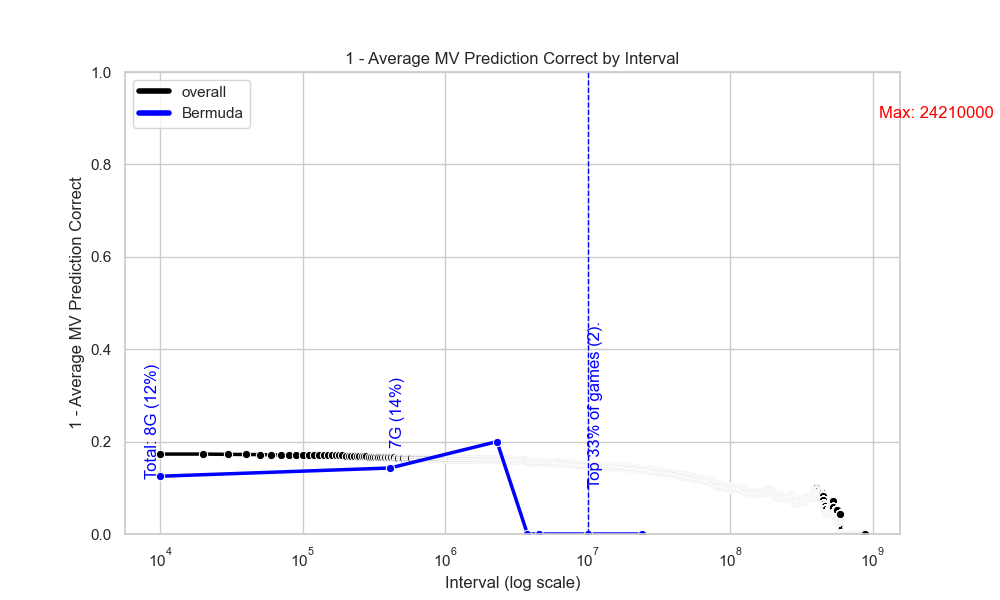 1 - Average MV Prediction Correct by Interval
1.0
0.8
0.6
0.4
0.2
0.0
1 - Average MV Prediction Correct
overall
Bermuda
Max: 24210000
Total: 8G (12%)
7G (14%)
Top 33% of games (2).
10^4
10^5
10^6
10^7
10^8
10^9
Interval (log scale)